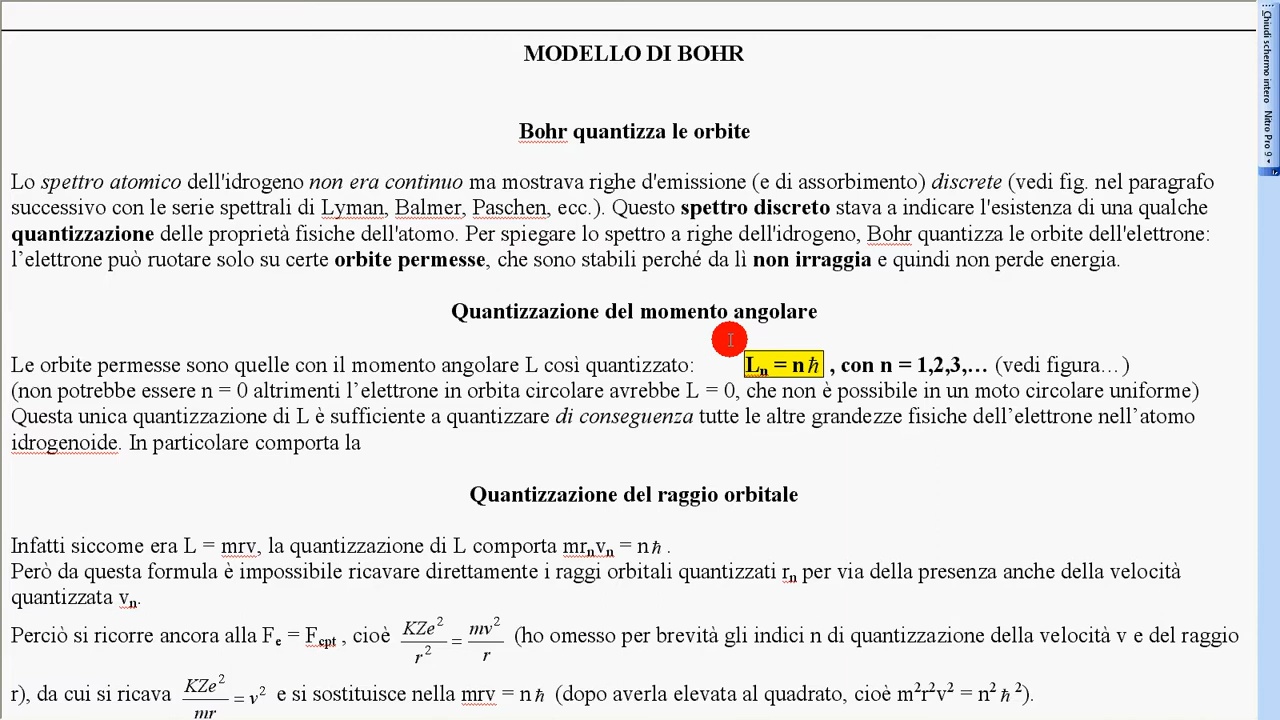 MODELLO DI BOHR
Bohr quantizza le orbite
Lo spettro atomico dell'idrogeno non era continuo ma mostrava righe d'emissione (e di assorbimento) discrete (vedi fig. nel paragrafo
successivo con le serie spettrali di Lyman, Balmer, Paschen, ecc.). Questo spettro discreto stava a indicare l'esistenza di una qualche
quantizzazione delle proprietà fisiche dell'atomo. Per spiegare lo spettro a righe dell'idrogeno, Bohr quantizza le orbite dell'elettrone:
l’elettrone può ruotare solo su certe orbite permesse, che sono stabili perché da lì non irraggia e quindi non perde energia.
Quantizzazione del momento angolare
Le orbite permesse sono quelle con il momento angolare L così quantizzato: Lₙ = nℏ , con n = 1,2,3,… (vedi figura…)
(non potrebbe essere n = 0 altrimenti l’elettrone in orbita circolare avrebbe L = 0, che non è possibile in un moto circolare uniforme)
Questa unica quantizzazione di L è sufficiente a quantizzare di conseguenza tutte le altre grandezze fisiche dell’elettrone nell’atomo
idrogenoide. In particolare comporta la
Quantizzazione del raggio orbitale
Infatti siccome era L = mrv, la quantizzazione di L comporta mrₙvₙ = nℏ .
Però da questa formula è impossibile ricavare direttamente i raggi orbitali quantizzati rₙ per via della presenza anche della velocità
quantizzata vₙ.
Perciò si ricorre ancora alla Fe = Fcpt , cioè KZe²/r² = mv²/r (ho omesso per brevità gli indici n di quantizzazione della velocità v e del raggio
r), da cui si ricava KZe²/mr = v² e si sostituisce nella mrv = nℏ (dopo averla elevata al quadrato, cioè m²r²v² = n²ℏ²).
Chiudi schermo intero Nitro Pro 9